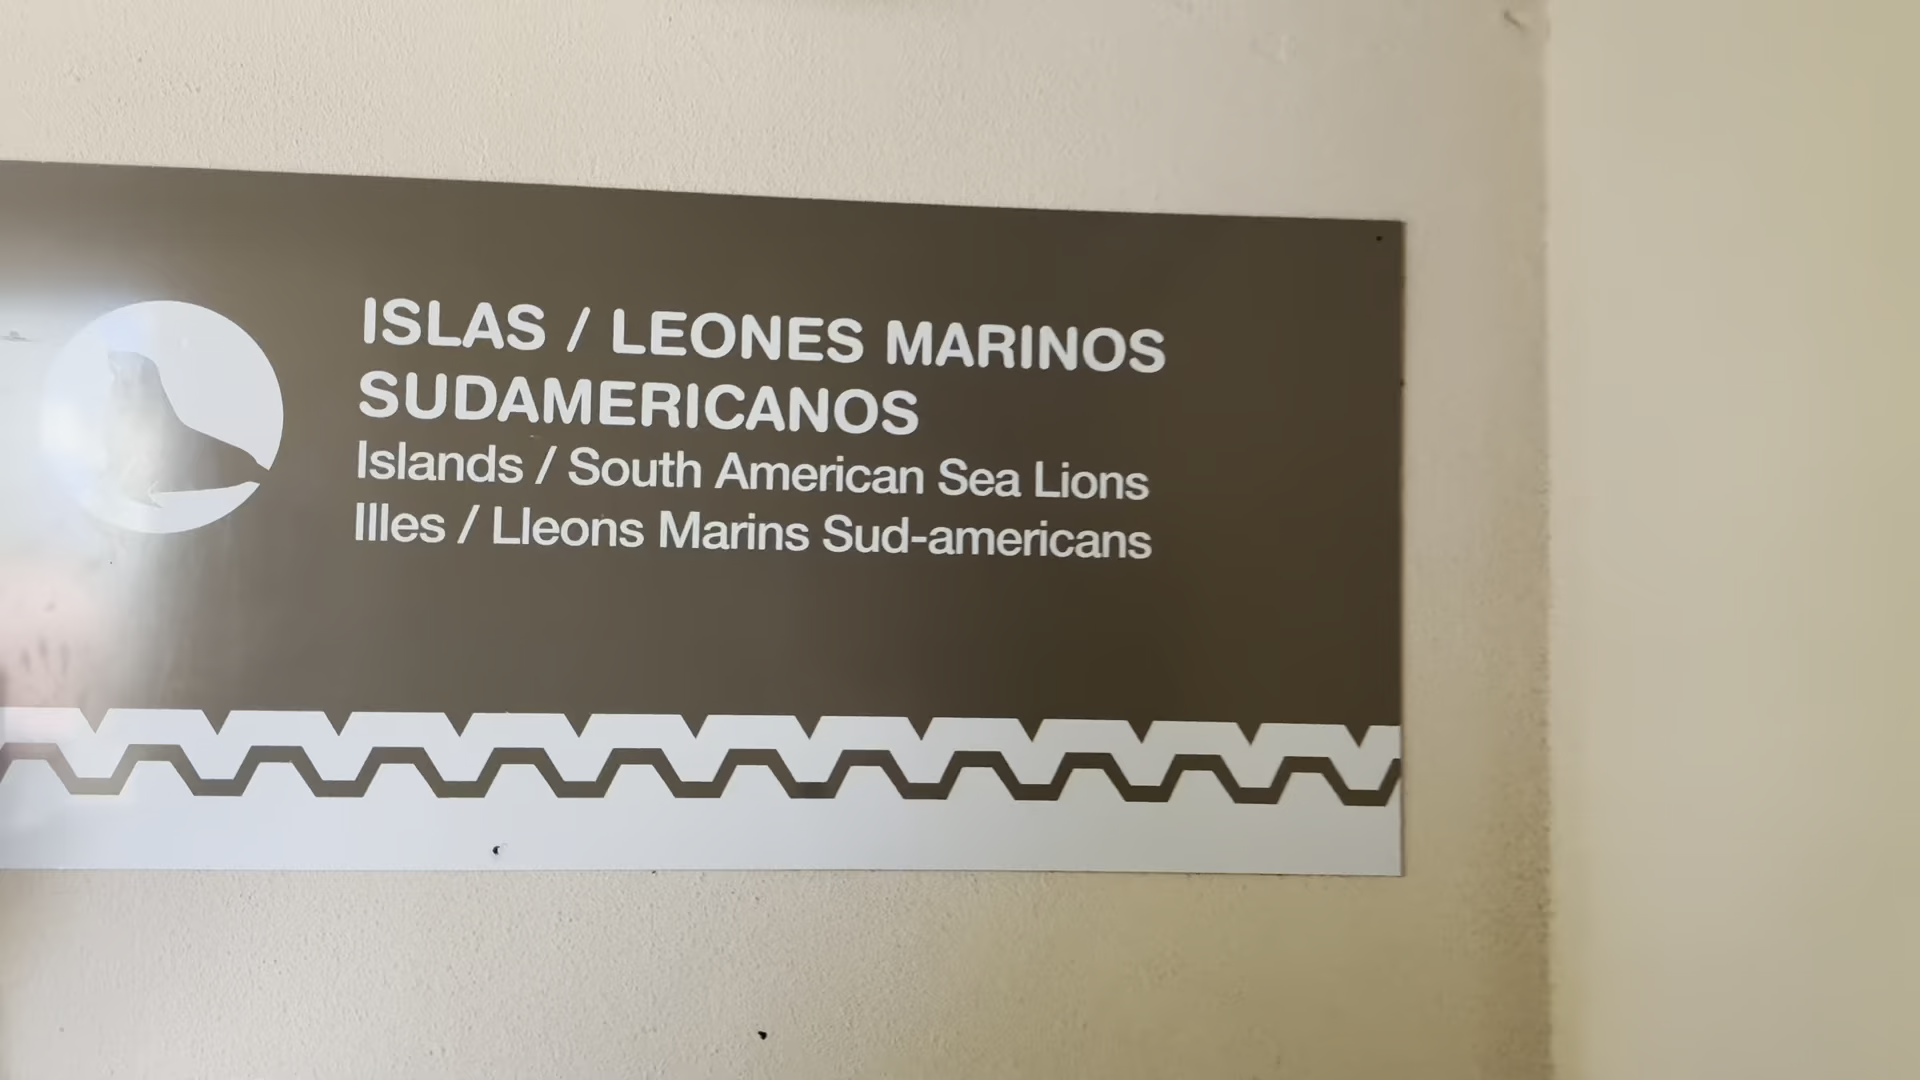 ISLAS / LEONES MARINOS
SUDAMERICANOS
Islands / South American Sea Lions
Illes / Lleons Marins Sud-americans